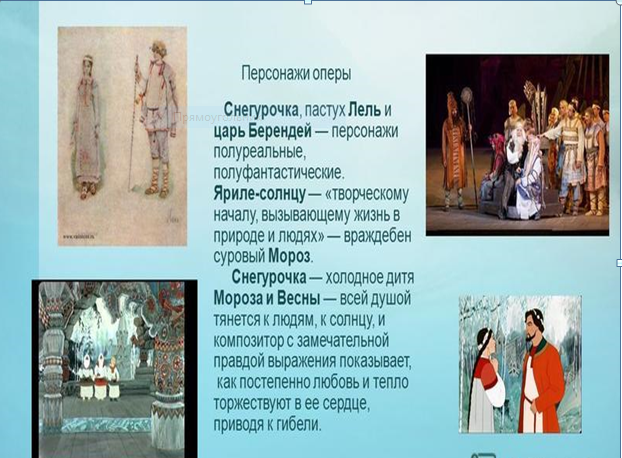 Персонажи оперы
Снегурочка, пастух Лель и
царь Берендей — персонажи
полуреальные,
полуфантастические.
Яриле-солнцу — «творческому
началу, вызывающему жизнь в
природе и людях» — враждебен
суровый Мороз.
Снегурочка — холодное дитя
Мороза и Весны — всей душой
тянется к людям, к солнцу, и
композитор с замечательной
правдой выражения показывает,
как постепенно любовь и тепло
торжествуют в ее сердце,
приводя к гибели.